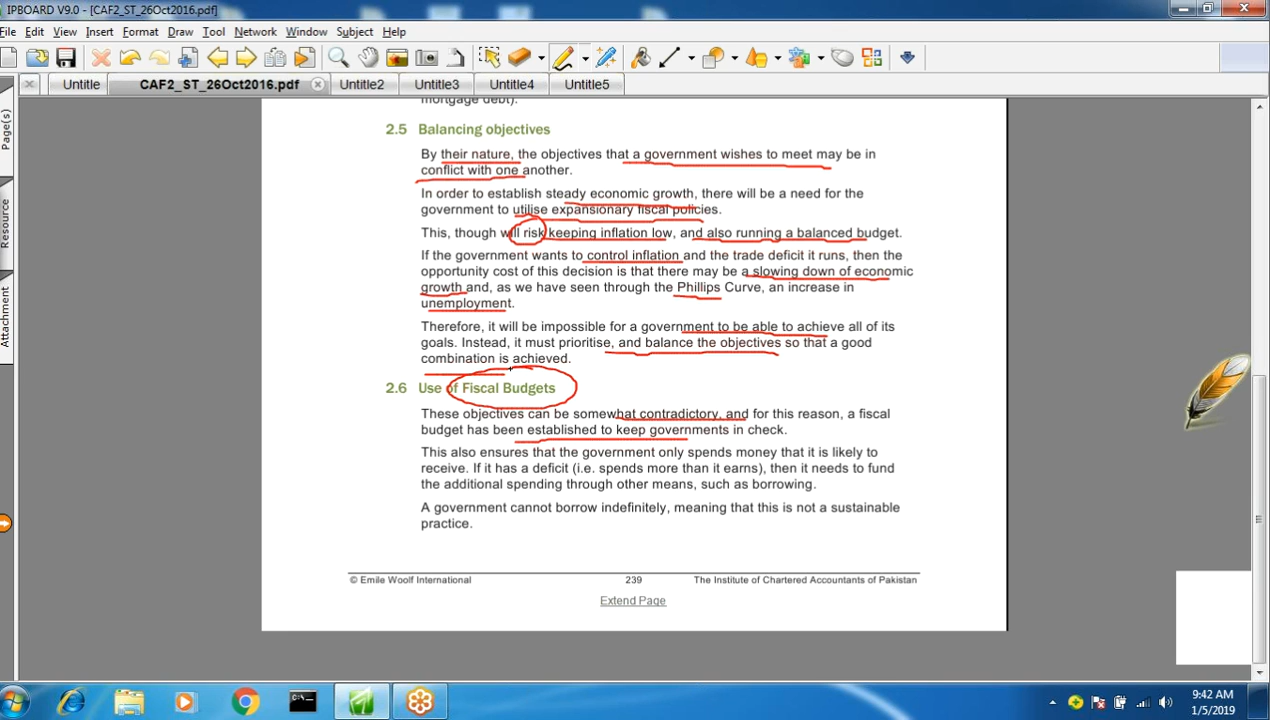 IPBOARD V9.0 - [CAF2_ST_26Oct2016.pdf]
File Edit View Insert Format Draw Tool Network Window Subject Help
Untitle CAF2_ST_26Oct2016.pdf Untitle2 Untitle3 Untitle4 Untitle5
Page(s)
Resource
Attachment
mortgage debt).
2.5 Balancing objectives
By their nature, the objectives that a government wishes to meet may be in
conflict with one another.
In order to establish steady economic growth, there will be a need for the
government to utilise expansionary fiscal policies.
This, though will risk keeping inflation low, and also running a balanced budget.
If the government wants to control inflation and the trade deficit it runs, then the
opportunity cost of this decision is that there may be a slowing down of economic
growth and, as we have seen through the Phillips Curve, an increase in
unemployment.
Therefore, it will be impossible for a government to be able to achieve all of its
goals. Instead, it must prioritise, and balance the objectives so that a good
combination is achieved.
2.6 Use of Fiscal Budgets
These objectives can be somewhat contradictory, and for this reason, a fiscal
budget has been established to keep governments in check.
This also ensures that the government only spends money that it is likely to
receive. If it has a deficit (i.e. spends more than it earns), then it needs to fund
the additional spending through other means, such as borrowing.
A government cannot borrow indefinitely, meaning that this is not a sustainable
practice.
© Emile Woolf International 239 The Institute of Chartered Accountants of Pakistan
Extend Page
9:42 AM
1/5/2019